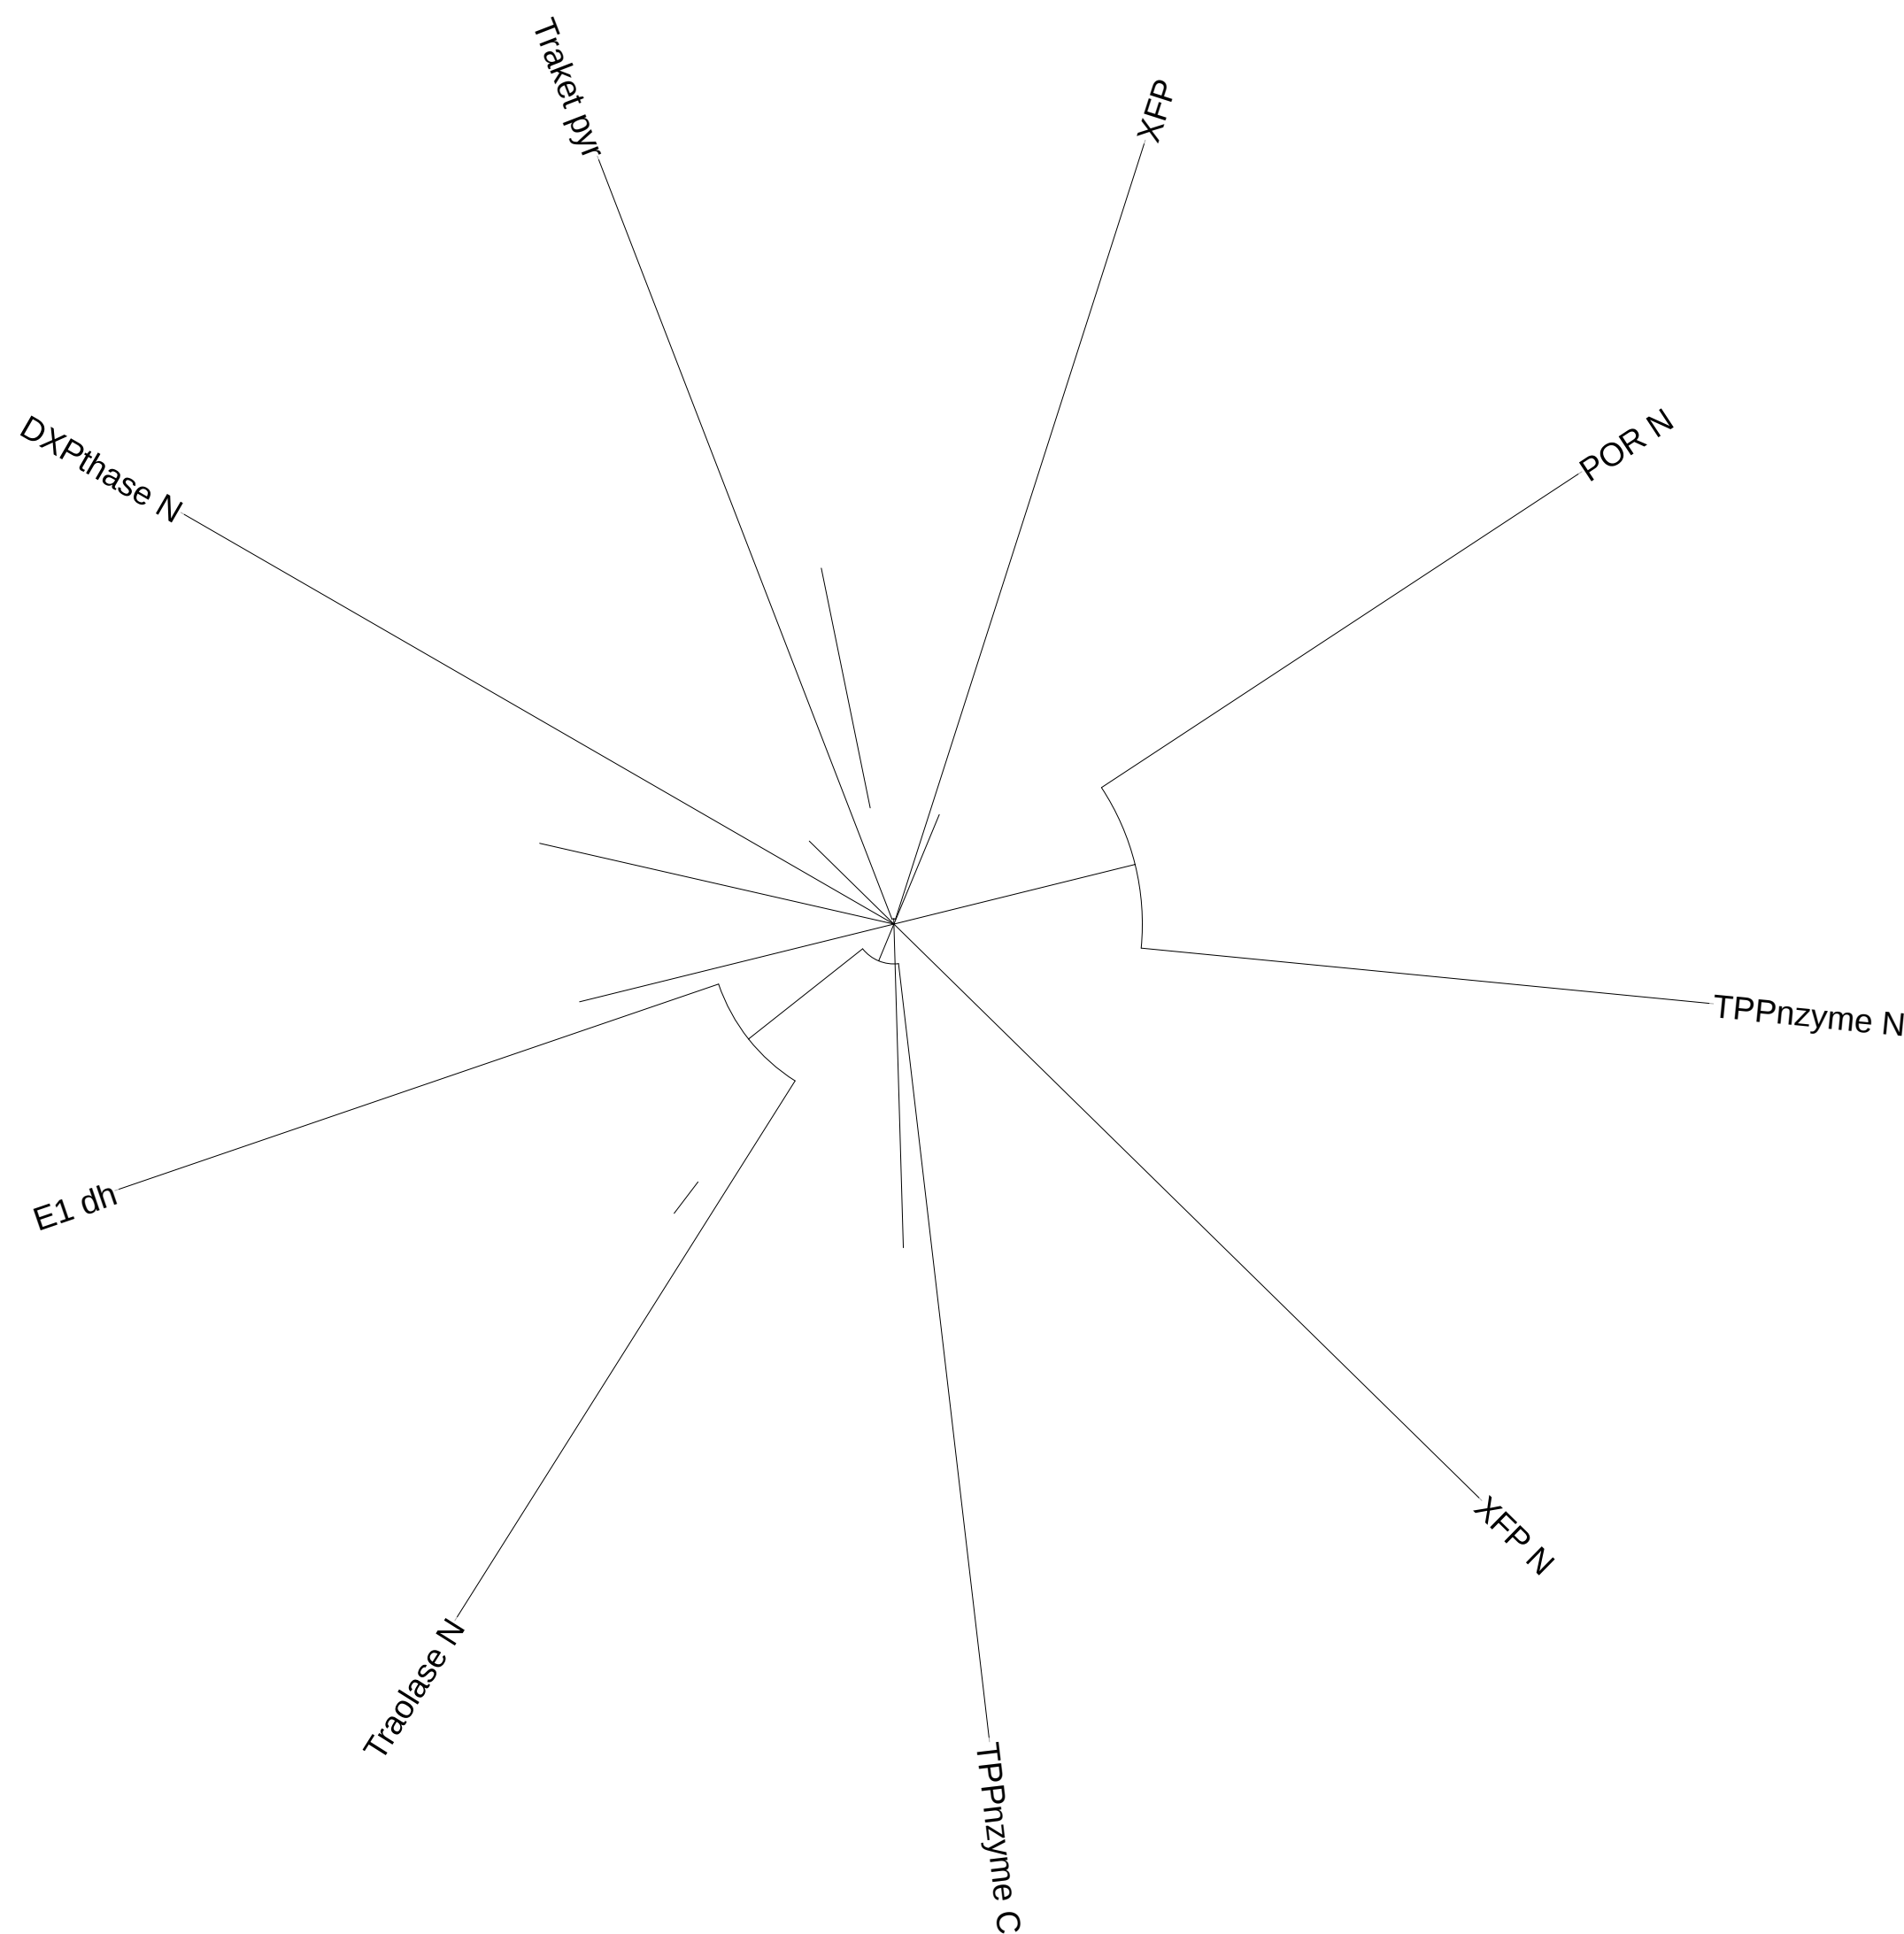 Traket pyr
XFP
POR N
DXPthase N
TPPnzyme N
E1 dh
XFP N
Traolase N
TPPnzyme C